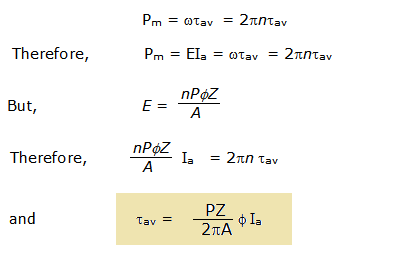 Pₘ = ωτₐᵥ = 2πnτₐᵥ
Therefore, Pₘ = EIₐ = ωτₐᵥ = 2πnτₐᵥ
But, E = nPϕZ / A
Therefore, nPϕZ / A Iₐ = 2πn τₐᵥ
and τₐᵥ = PZ / 2πA ϕ Iₐ